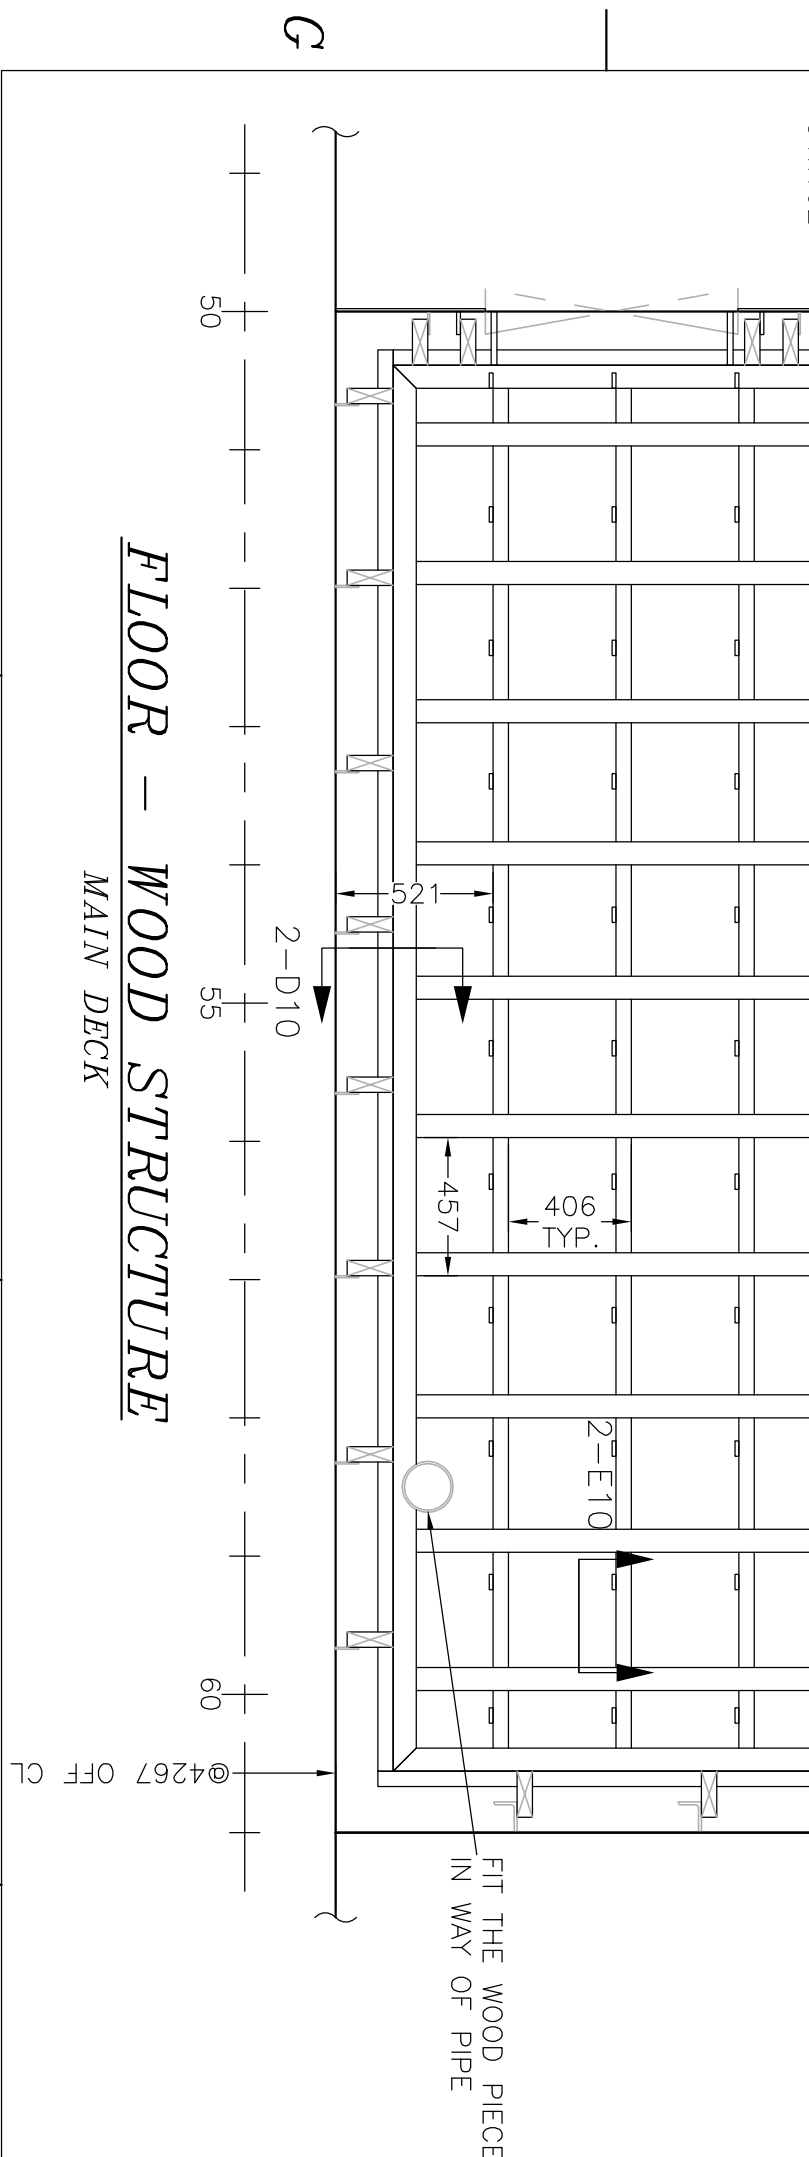 G
50
521
2-D10
55
457
406
TYP.
2-E10
60
@4267 OFF CL
FIT THE WOOD PIECE
IN WAY OF PIPE
FLOOR - WOOD STRUCTURE
MAIN DECK